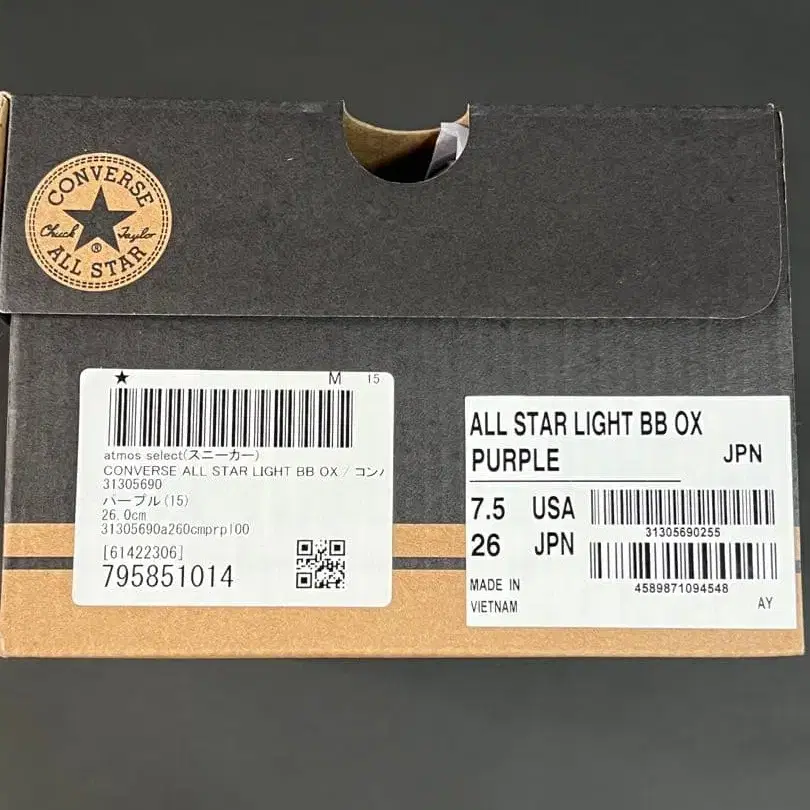 CONVERSE
Chuck Taylor
®
ALL STAR
★ M 15
atmos select(スニーカー)
CONVERSE ALL STAR LIGHT BB OX / コンバ
31305690
パープル(15)
26.0cm
31305690a260cmprpl00
[61422306]
795851014
ALL STAR LIGHT BB OX
PURPLE JPN
7.5 USA
31305690255
26 JPN
4589871094548
MADE IN
VIETNAM
AY